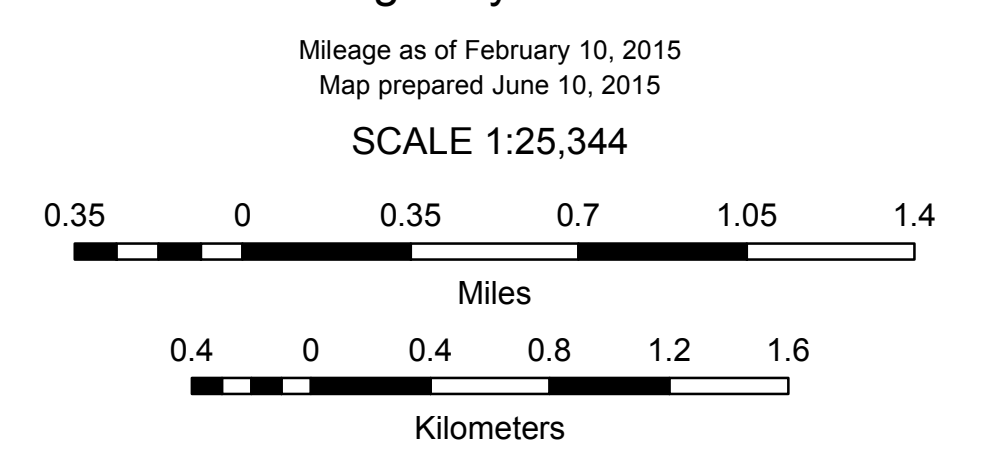 Mileage as of February 10, 2015
Map prepared June 10, 2015
SCALE 1:25,344
0.35 0 0.35 0.7 1.05 1.4
Miles
0.4 0 0.4 0.8 1.2 1.6
Kilometers